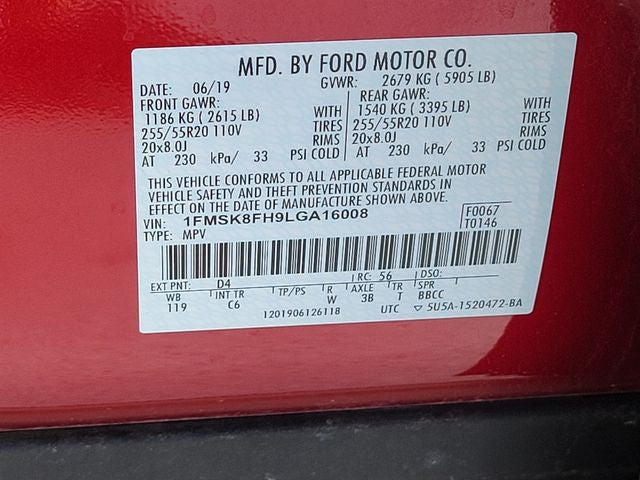 MFD. BY FORD MOTOR CO.
DATE: 06/19 GVWR: 2679 KG ( 5905 LB)
FRONT GAWR: REAR GAWR:
1186 KG ( 2615 LB) WITH 1540 KG ( 3395 LB) WITH
255/55R20 110V TIRES 255/55R20 110V TIRES
20x8.0J RIMS 20x8.0J RIMS
AT 230 kPa/ 33 PSI COLD AT 230 kPa/ 33 PSI COLD
THIS VEHICLE CONFORMS TO ALL APPLICABLE FEDERAL MOTOR
VEHICLE SAFETY AND THEFT PREVENTION STANDARDS IN
EFFECT ON THE DATE OF MANUFACTURE SHOWN ABOVE.
VIN: 1FMSK8FH9LGA16008 F0067
TYPE: MPV T0146
EXT PNT: D4 RC: 56 DSO:
WB INT TR TP/PS R AXLE TR SPR
119 C6 W 3B T BBCC
1201906126118 UTC ▽ 5U5A-1520472-BA